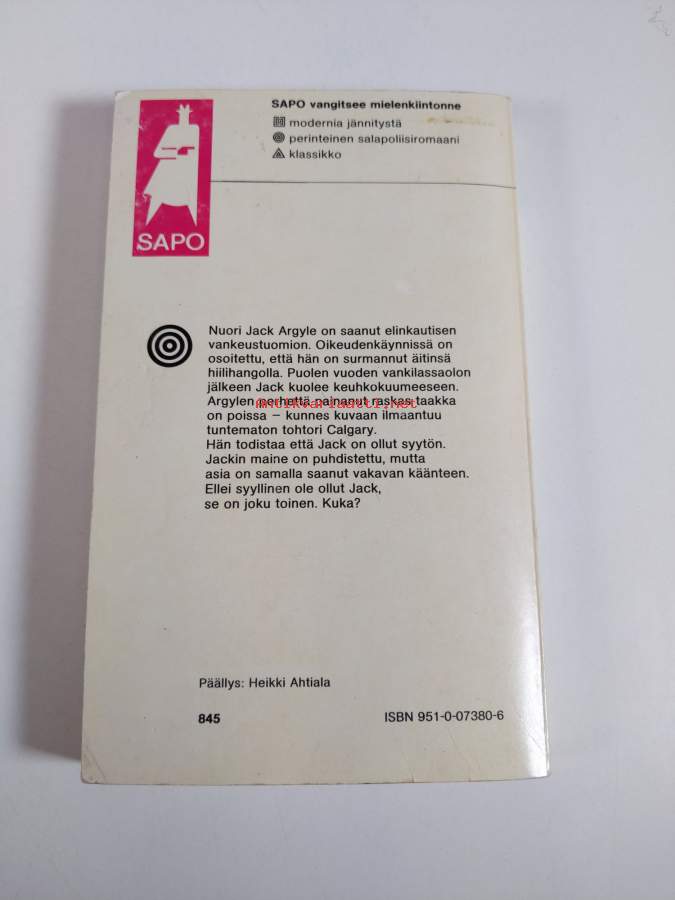 SAPO vangitsee mielenkiintonne
modernia jännitystä
perinteinen salapoliisiromaani
klassikko
SAPO
Nuori Jack Argyle on saanut elinkautisen
vankeustuomion. Oikeudenkäynnissä on
osoitettu, että hän on surmannut äitinsä
hiilihangolla. Puolen vuoden vankilassaolon
jälkeen Jack kuolee keuhkokuumeeseen.
Argylen perhettä painanut raskas taakka
Antikvariaatti.net
on poissa – kunnes kuvaan ilmaantuu
tuntematon tohtori Calgary.
Hän todistaa että Jack on ollut syytön.
Jackin maine on puhdistettu, mutta
asia on samalla saanut vakavan käänteen.
Ellei syyllinen ole ollut Jack,
se on joku toinen. Kuka?
Päällys: Heikki Ahtiala
845 ISBN 951-0-07380-6